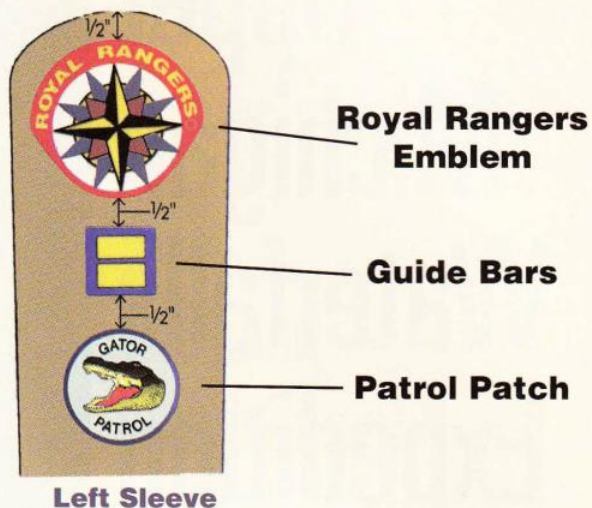 1/2"
ROYAL RANGERS
Royal Rangers
Emblem
1/2"
Guide Bars
1/2"
GATOR
PATROL
Patrol Patch
Left Sleeve